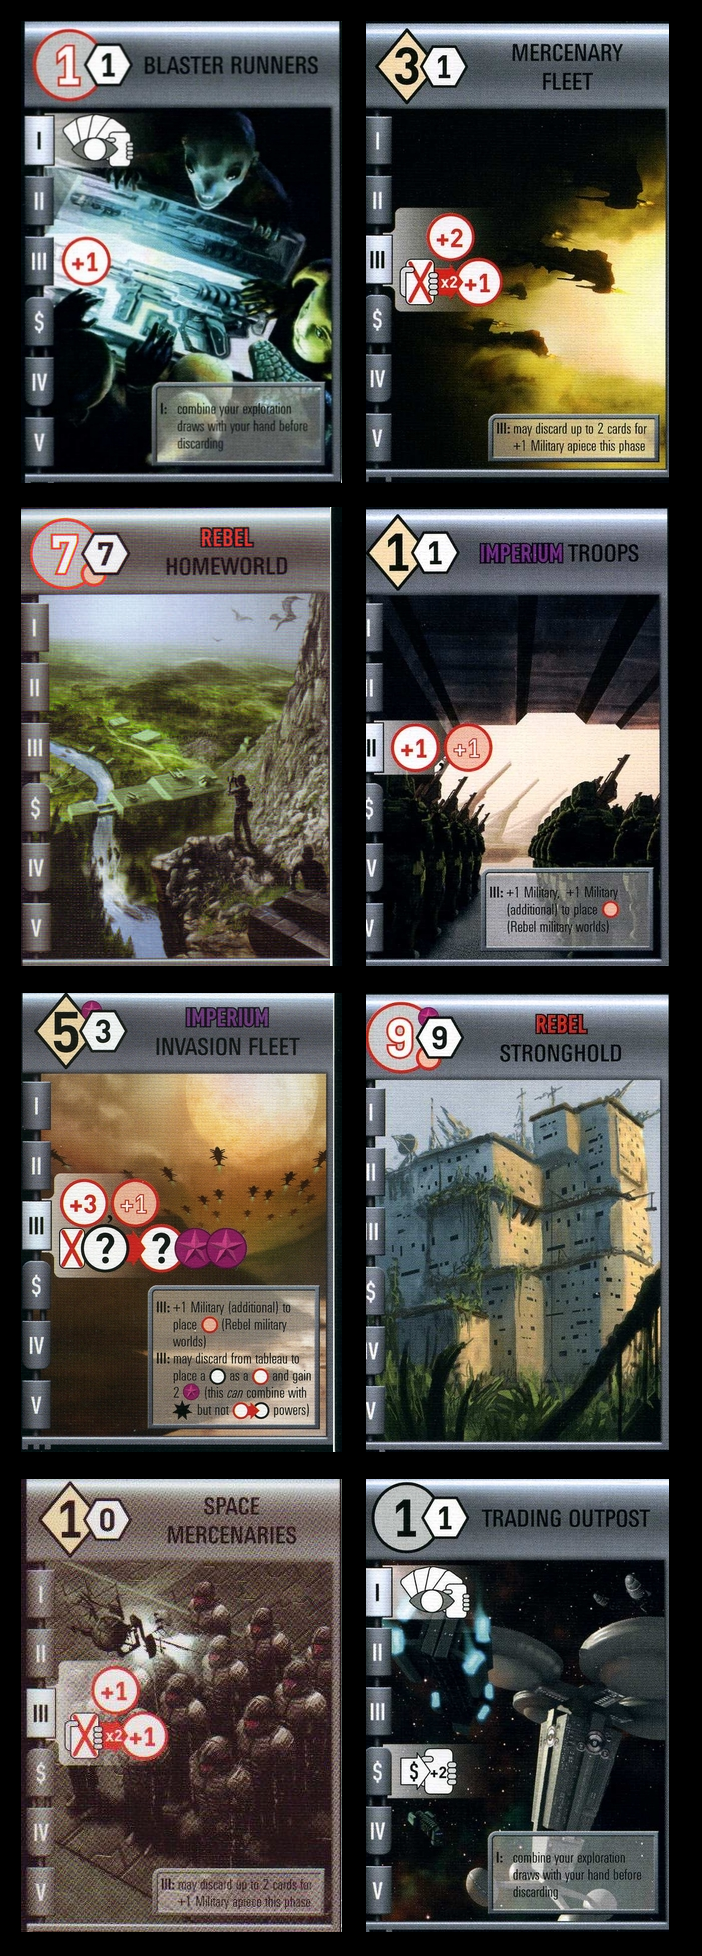 1 1 BLASTER RUNNERS
I
II
III +1
$
IV
V
I: combine your exploration
draws with your hand before
discarding
3 1 MERCENARY
FLEET
I
II
III
+2
x2 +1
$
IV
V
III: may discard up to 2 cards for
+1 Military apiece this phase
7 7 REBEL
HOMEWORLD
I
II
III
$
IV
V
1 1 IMPERIUM TROOPS
I
II
II +1 +1
$
V
V
III: +1 Military, +1 Military
(additional) to place
(Rebel military worlds)
5 3 IMPERIUM
INVASION FLEET
I
II
III
+3, +1
? ?
$
IV
V
III: +1 Military (additional) to
place (Rebel military
worlds)
III: may discard from tableau to
place a as a and gain
2 (this can combine with
but not powers)
9 9 REBEL
STRONGHOLD
I
II
III
$
IV
V
1 0 SPACE
MERCENARIES
I
II
III
+1
x2 +1
$
IV
V
III: may discard up to 2 cards for
+1 Military apiece this phase
1 1 TRADING OUTPOST
I
II
III
$ $ +2
IV
V
I: combine your exploration
draws with your hand before
discarding